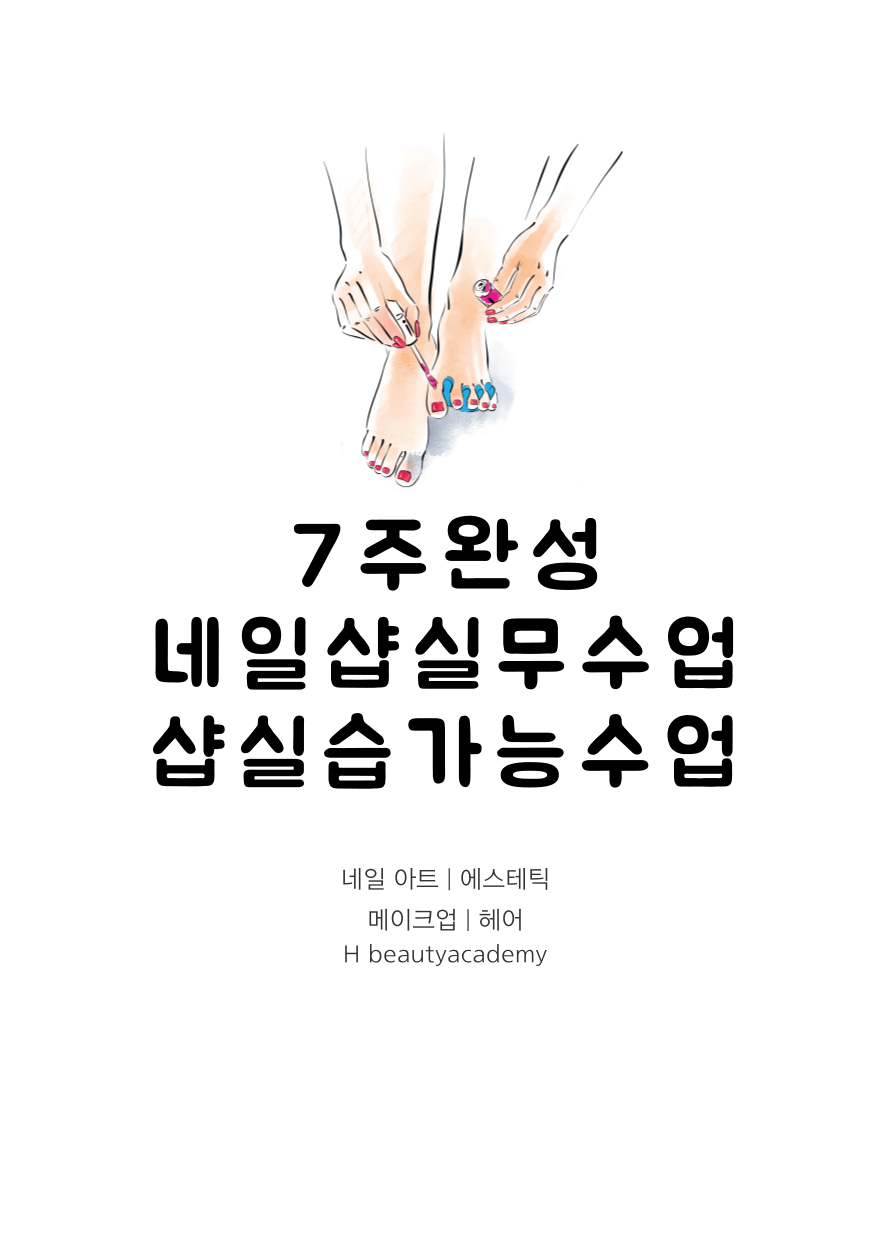 7주완성
네일샵실무수업
샵실습가능수업
네일 아트 | 에스테틱
메이크업 | 헤어
H beautyacademy